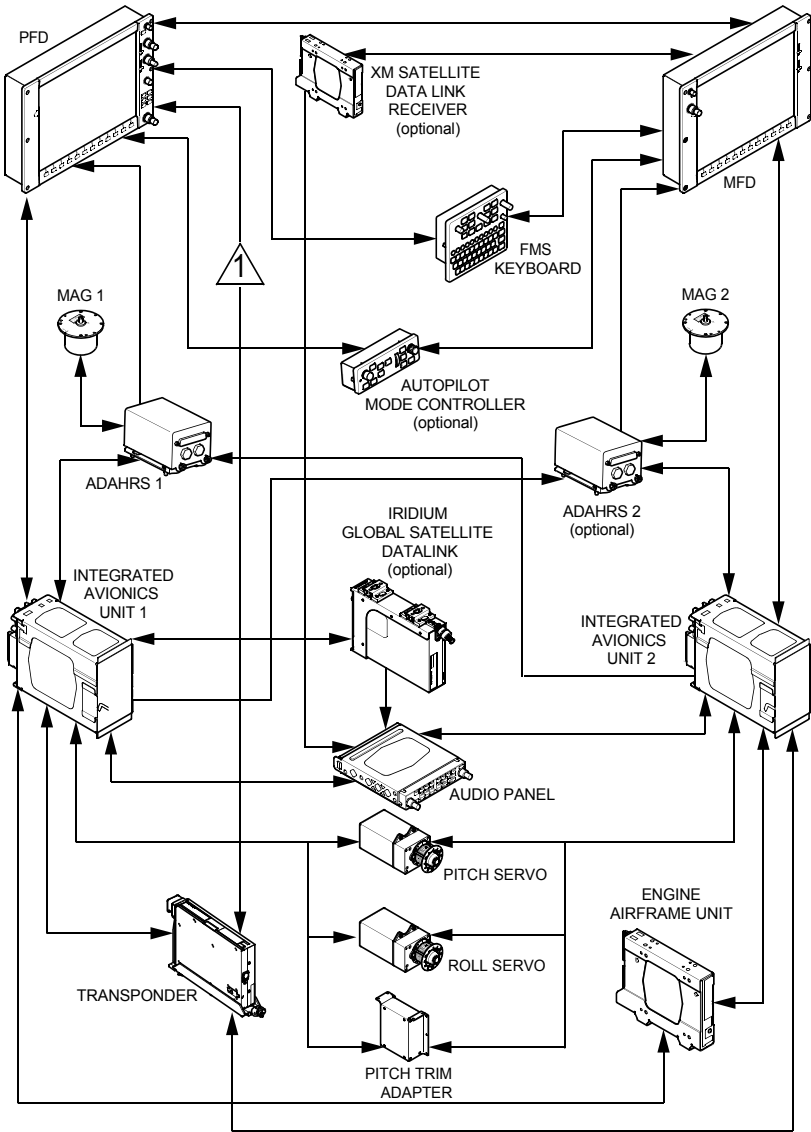 PFD
XM SATELLITE
DATA LINK
RECEIVER
(optional)
MFD
FMS
KEYBOARD
1
MAG 1
MAG 2
AUTOPILOT
MODE CONTROLLER
(optional)
ADAHRS 1
ADAHRS 2
(optional)
IRIDIUM
GLOBAL SATELLITE
DATALINK
(optional)
INTEGRATED
AVIONICS
UNIT 1
INTEGRATED
AVIONICS
UNIT 2
AUDIO PANEL
PITCH SERVO
ENGINE
AIRFRAME UNIT
ROLL SERVO
TRANSPONDER
PITCH TRIM
ADAPTER